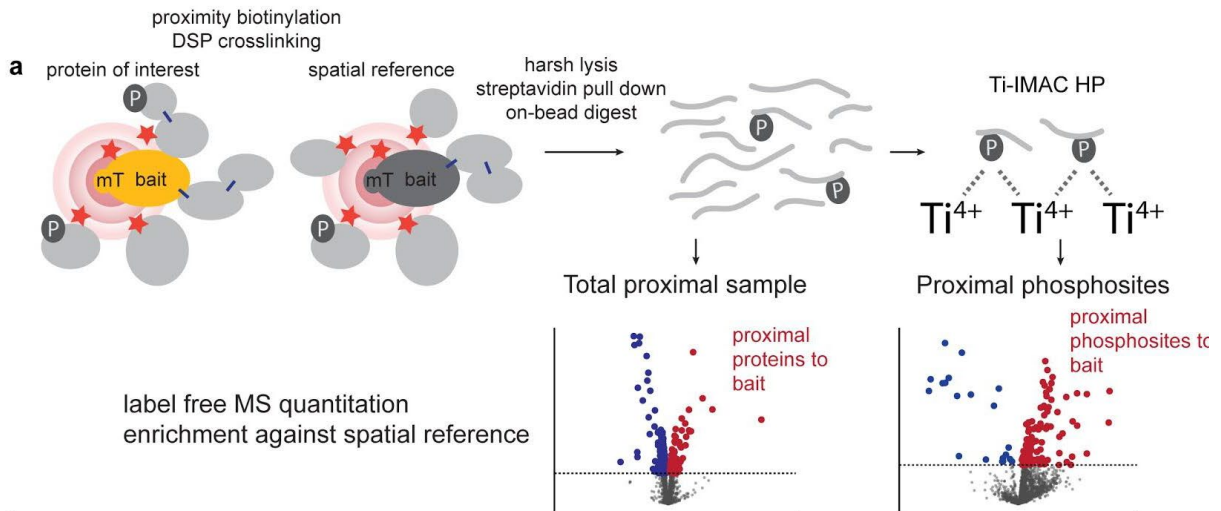 a
proximity biotinylation
DSP crosslinking
protein of interest
spatial reference
P
mT bait
P
mT bait
P
harsh lysis
streptavidin pull down
on-bead digest
P
P
Ti-IMAC HP
P
P
Ti4+ Ti4+ Ti4+
Total proximal sample
Proximal phosphosites
proximal
proteins to
bait
proximal
phosphosites to
bait
label free MS quantitation
enrichment against spatial reference